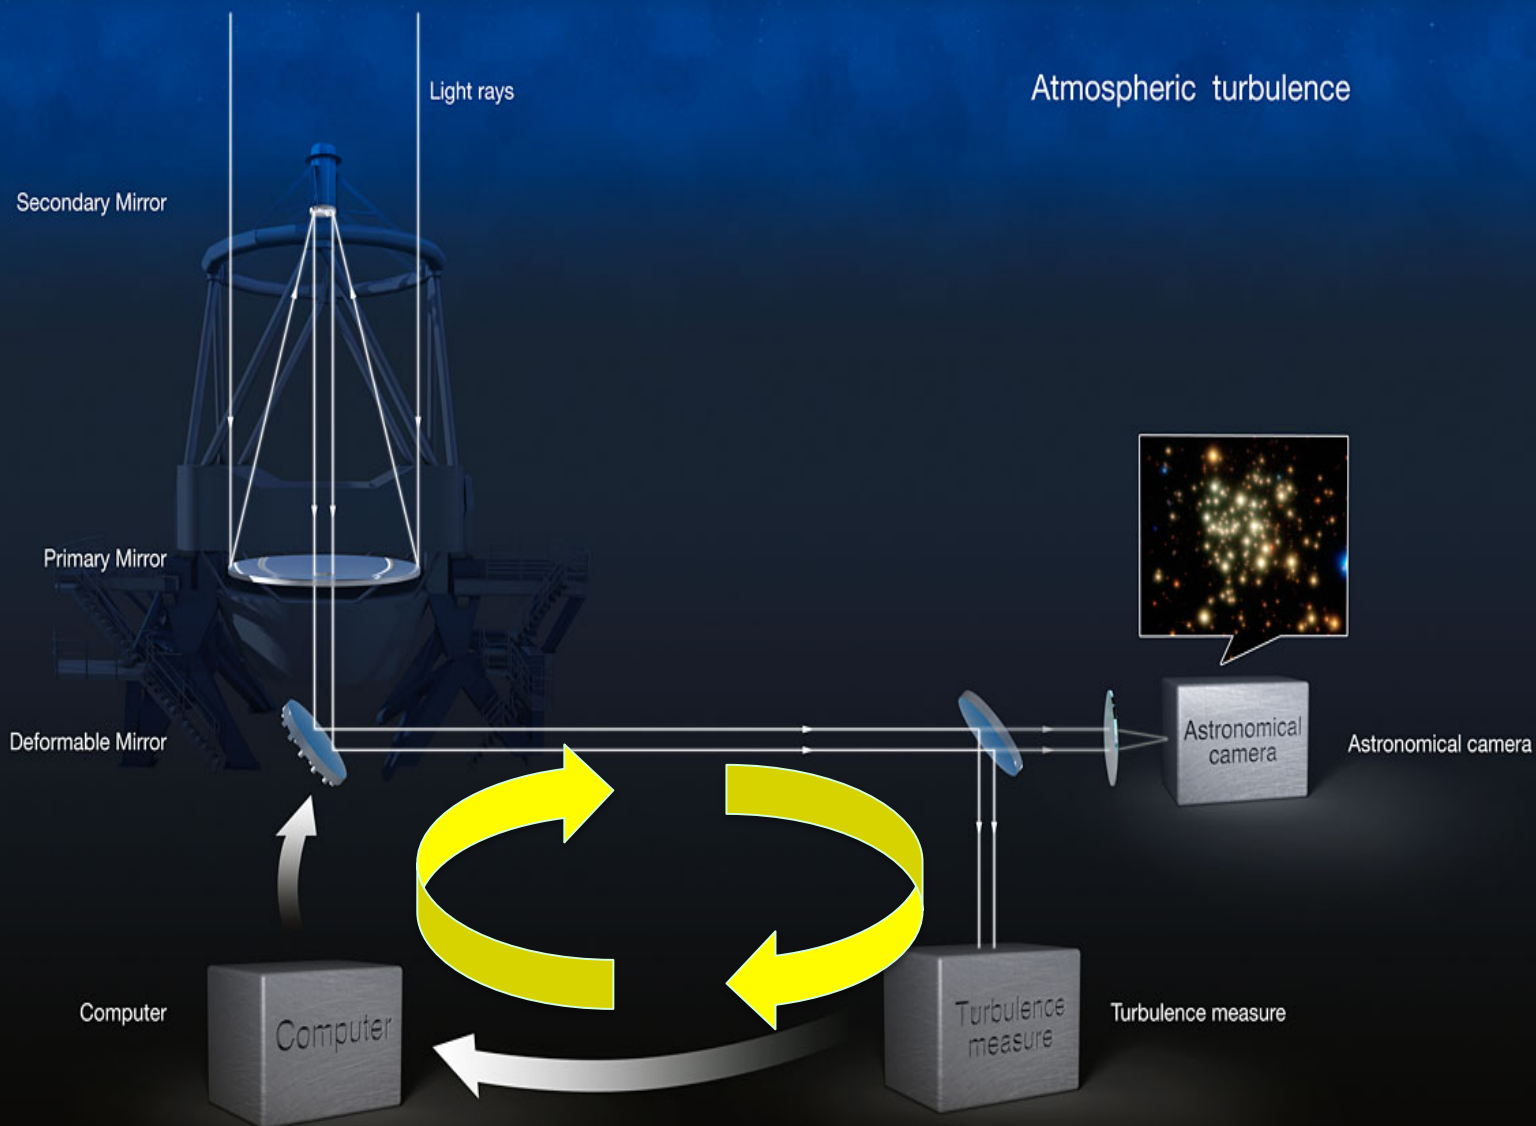 Light rays
Atmospheric turbulence
Secondary Mirror
Primary Mirror
Deformable Mirror
Astronomical
camera
Astronomical camera
Computer
Computer
Turbulence
measure
Turbulence measure